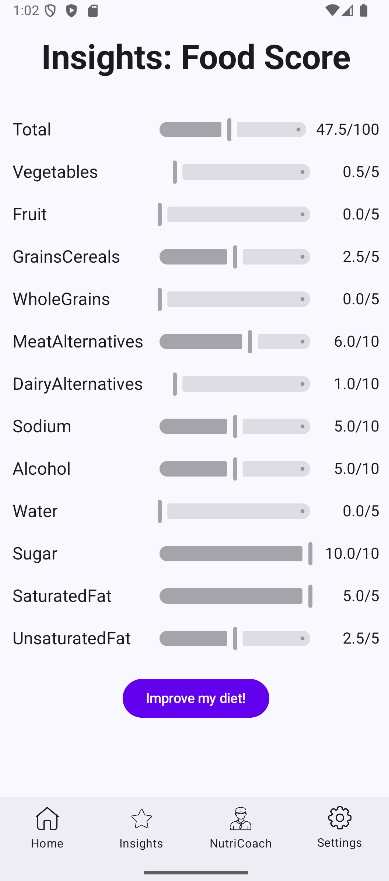 1:02
Insights: Food Score
Total 47.5/100
Vegetables 0.5/5
Fruit 0.0/5
GrainsCereals 2.5/5
WholeGrains 0.0/5
MeatAlternatives 6.0/10
DairyAlternatives 1.0/10
Sodium 5.0/10
Alcohol 5.0/10
Water 0.0/5
Sugar 10.0/10
SaturatedFat 5.0/5
UnsaturatedFat 2.5/5
Improve my diet!
Home Insights NutriCoach Settings